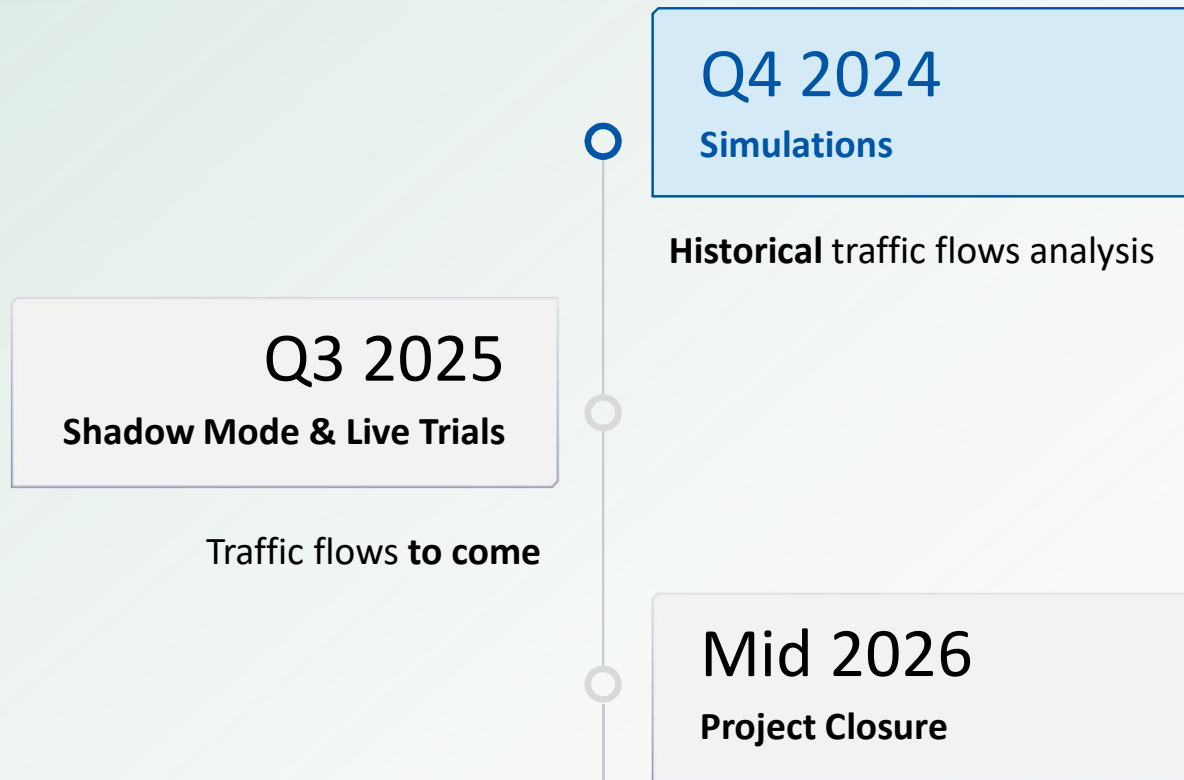 Q4 2024
Simulations
Historical traffic flows analysis
Q3 2025
Shadow Mode & Live Trials
Traffic flows to come
Mid 2026
Project Closure